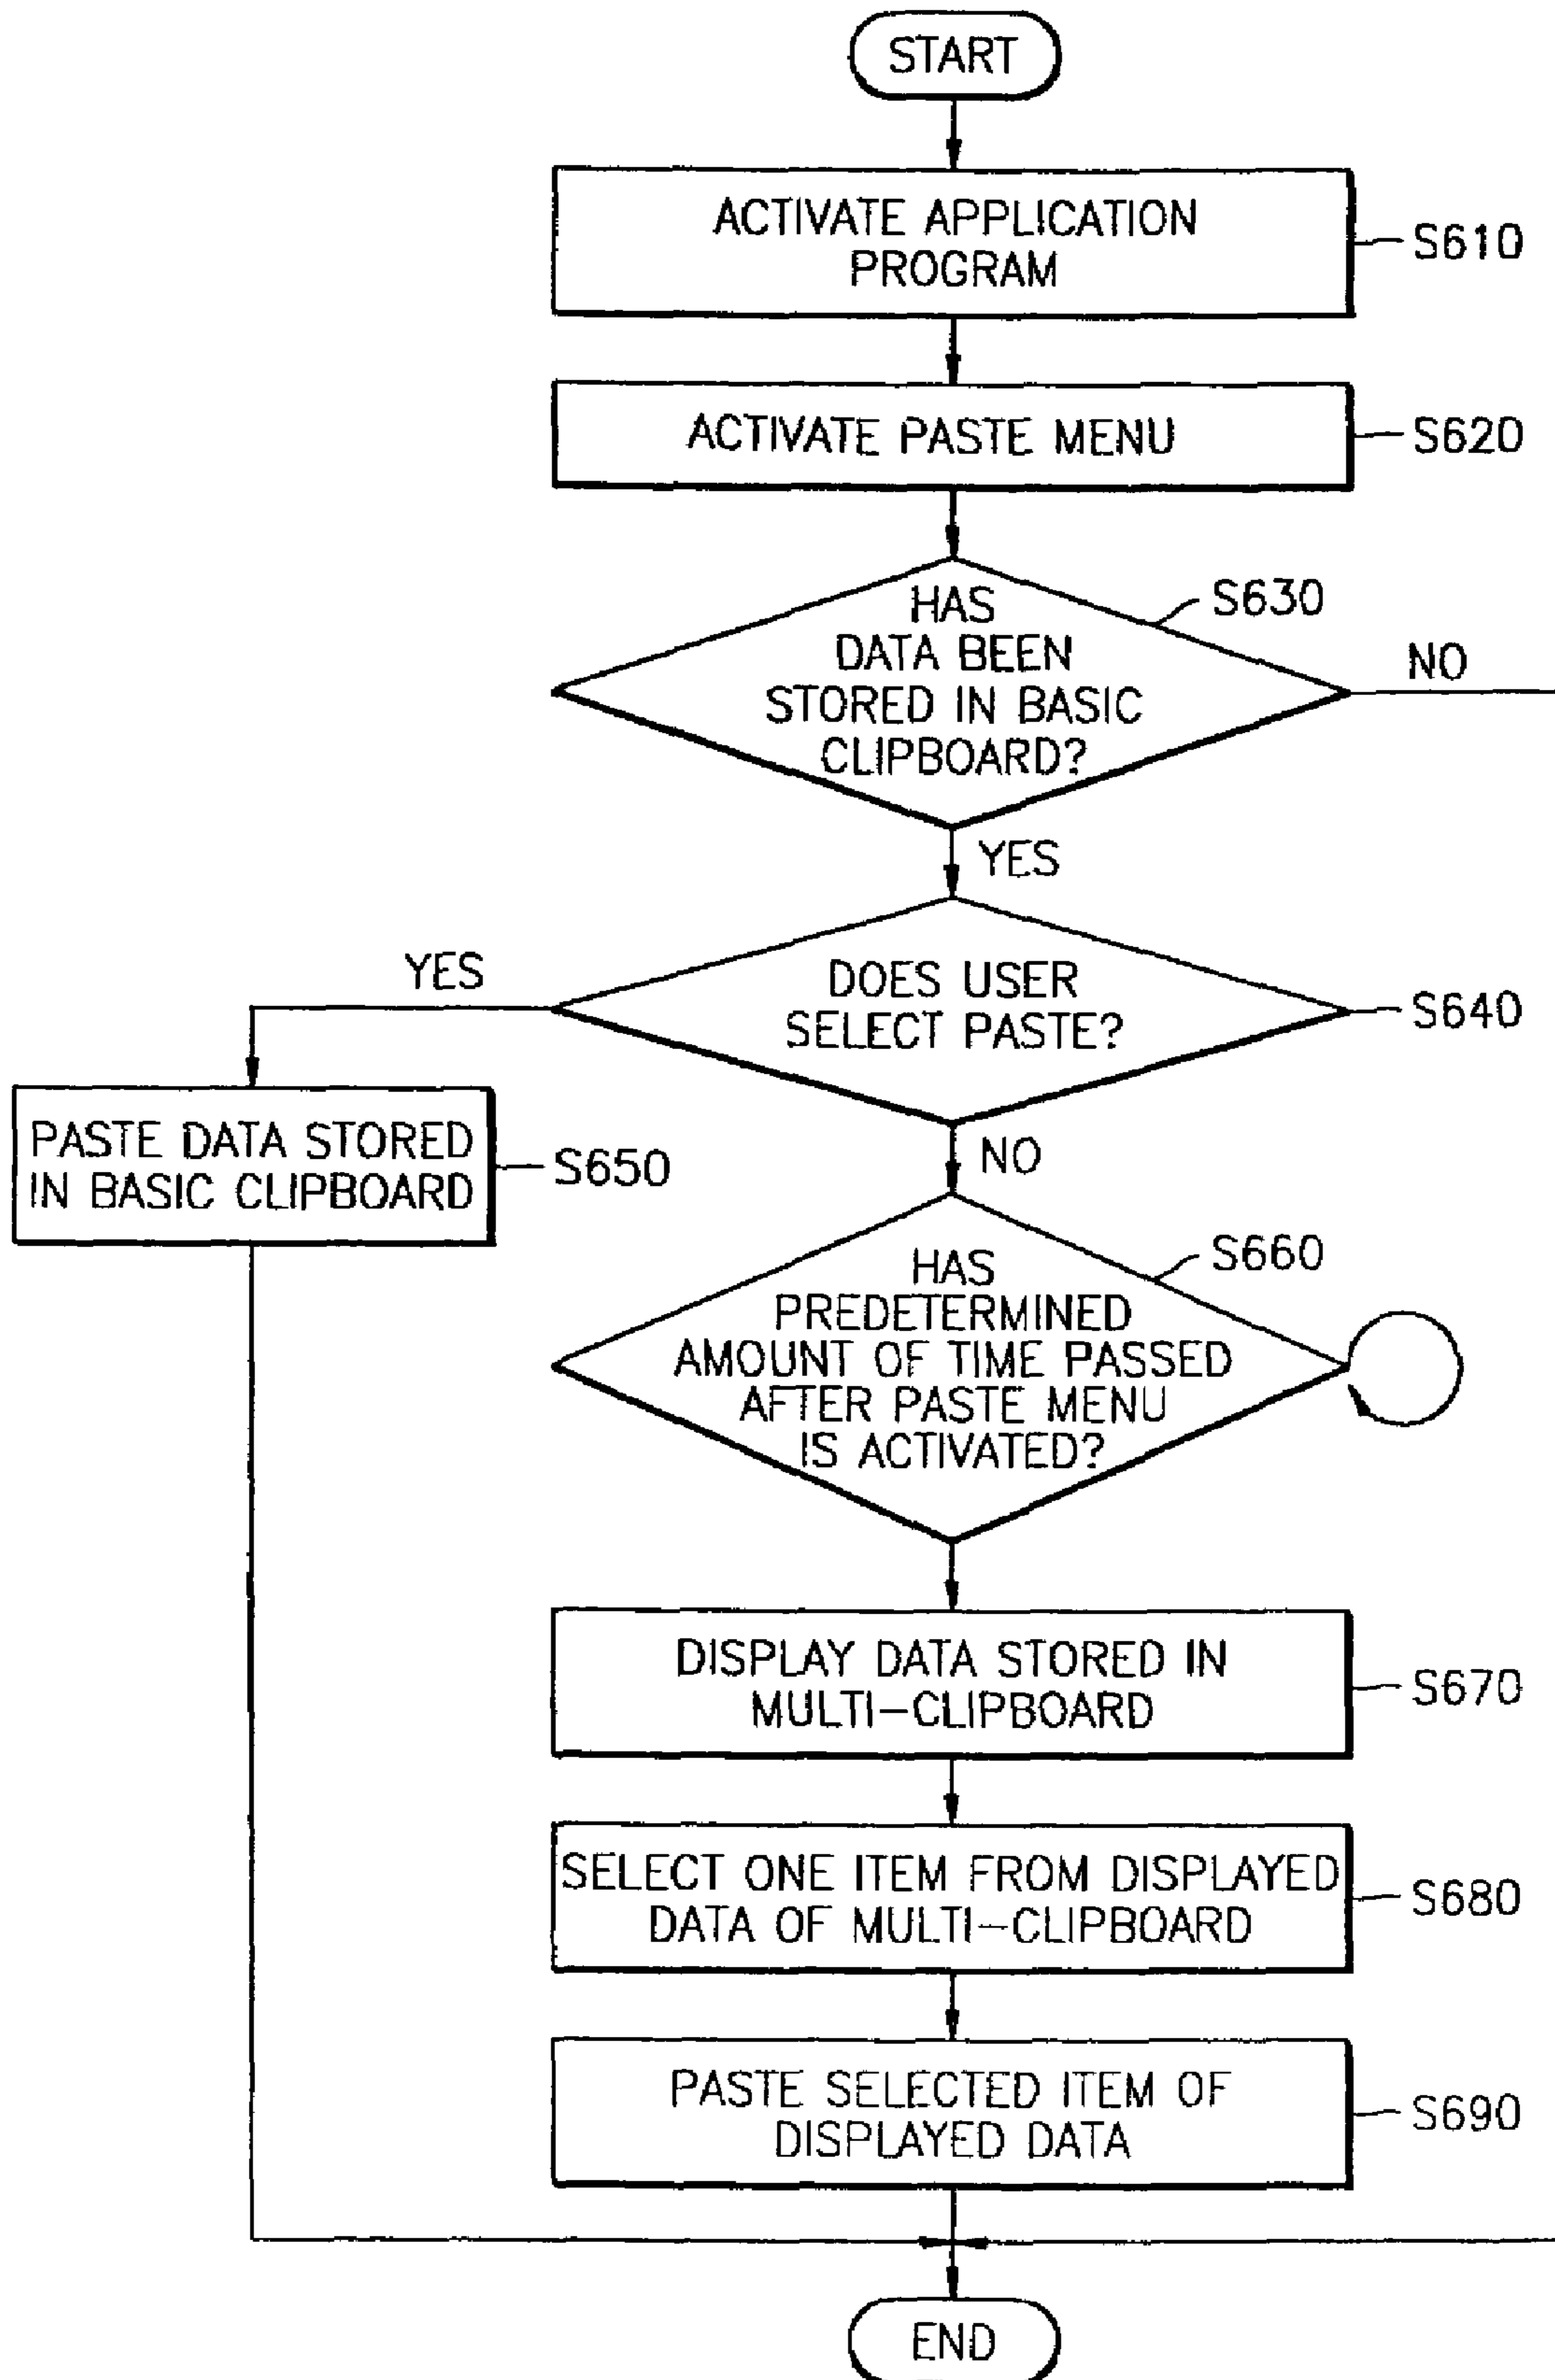 START
ACTIVATE APPLICATION
PROGRAM
S610
ACTIVATE PASTE MENU
S620
HAS
DATA BEEN
STORED IN BASIC
CLIPBOARD?
S630
NO
YES
DOES USER
SELECT PASTE?
S640
YES
PASTE DATA STORED
IN BASIC CLIPBOARD
S650
NO
HAS
PREDETERMINED
AMOUNT OF TIME PASSED
AFTER PASTE MENU
IS ACTIVATED?
S660
DISPLAY DATA STORED IN
MULTI-CLIPBOARD
S670
SELECT ONE ITEM FROM DISPLAYED
DATA OF MULTI-CLIPBOARD
S680
PASTE SELECTED ITEM OF
DISPLAYED DATA
S690
END